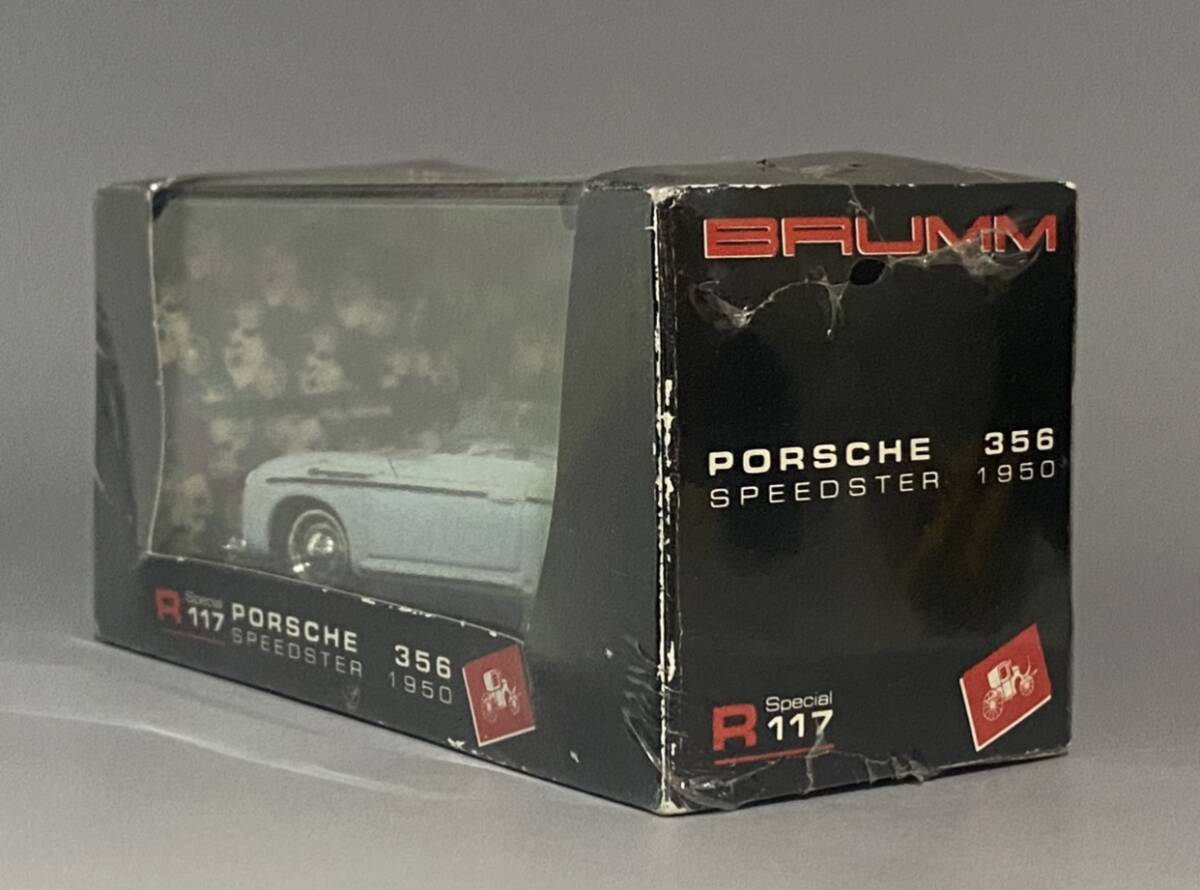 BRUMM
PORSCHE 356
SPEEDSTER 1950
R Special
117
R Special
117 PORSCHE 356
SPEEDSTER 1950